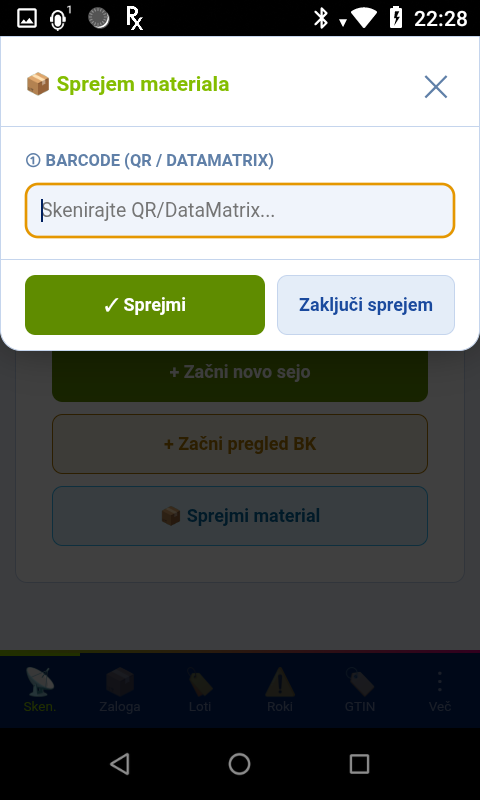 22:28
📦 Sprejem materiala
① BARCODE (QR / DATAMATRIX)
Skenirajte QR/DataMatrix...
✓ Sprejmi
Zaključi sprejem
+ Začni novo sejo
+ Začni pregled BK
📦 Sprejmi material
Sken.
Zaloga
Loti
Roki
GTIN
Več